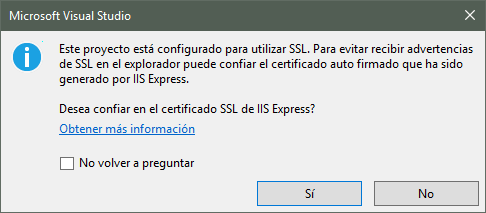 Microsoft Visual Studio
Este proyecto está configurado para utilizar SSL. Para evitar recibir advertencias
de SSL en el explorador puede confiar el certificado auto firmado que ha sido
generado por IIS Express.
Desea confiar en el certificado SSL de IIS Express?
Obtener más información
No volver a preguntar
Sí
No